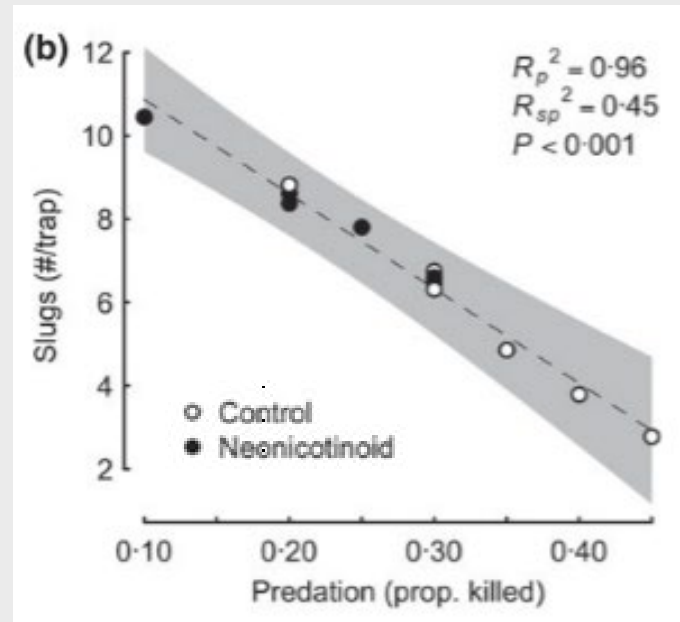 (b)
12
10
8
6
4
2
Slugs (#/trap)
Rp² = 0·96
Rsp² = 0·45
P < 0·001
Control
Neonicotinoid
0·10 0·20 0·30 0·40
Predation (prop. killed)